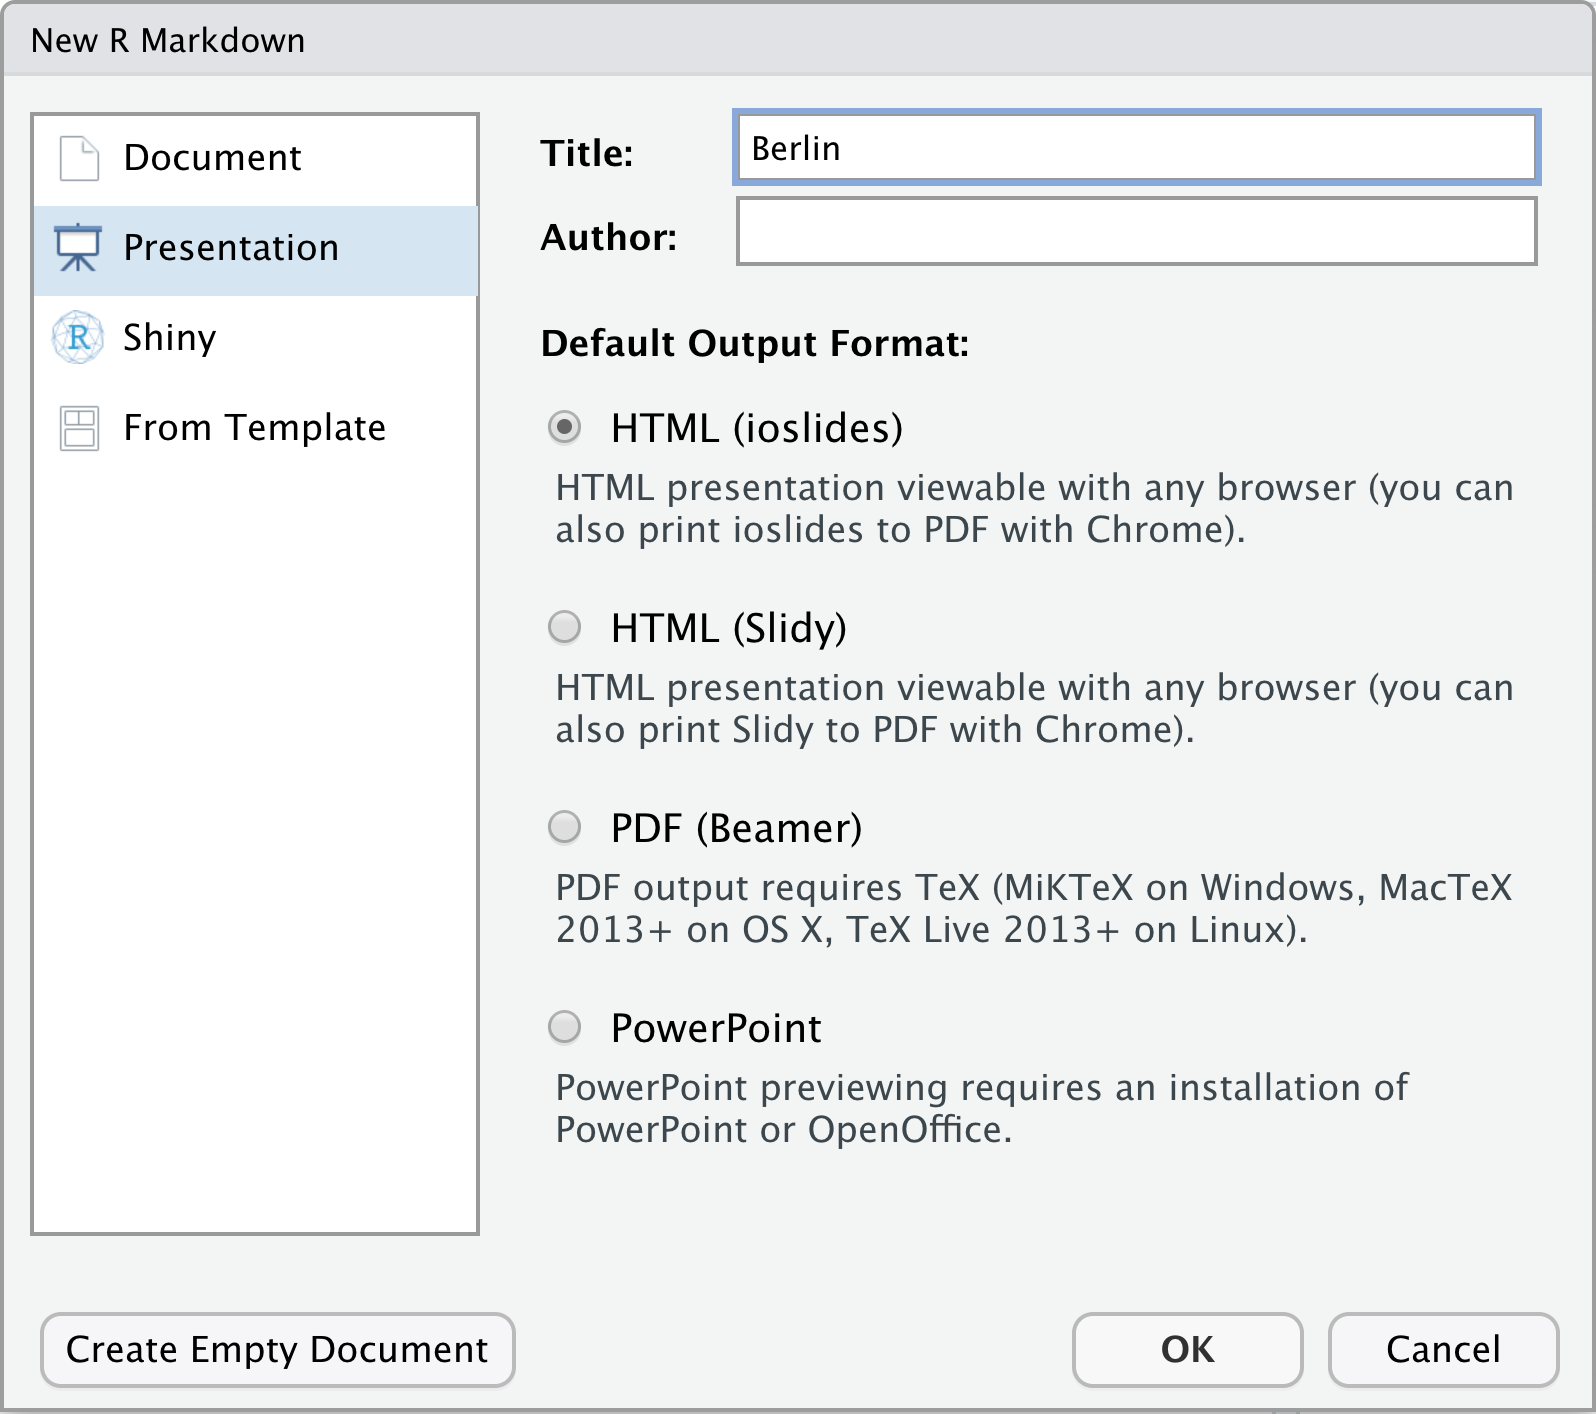 New R Markdown
Document
Presentation
Shiny
From Template
Title:
Berlin
Author:
Default Output Format:
HTML (ioslides)
HTML presentation viewable with any browser (you can
also print ioslides to PDF with Chrome).
HTML (Slidy)
HTML presentation viewable with any browser (you can
also print Slidy to PDF with Chrome).
PDF (Beamer)
PDF output requires TeX (MiKTeX on Windows, MacTeX
2013+ on OS X, TeX Live 2013+ on Linux).
PowerPoint
PowerPoint previewing requires an installation of
PowerPoint or OpenOffice.
Create Empty Document
OK
Cancel